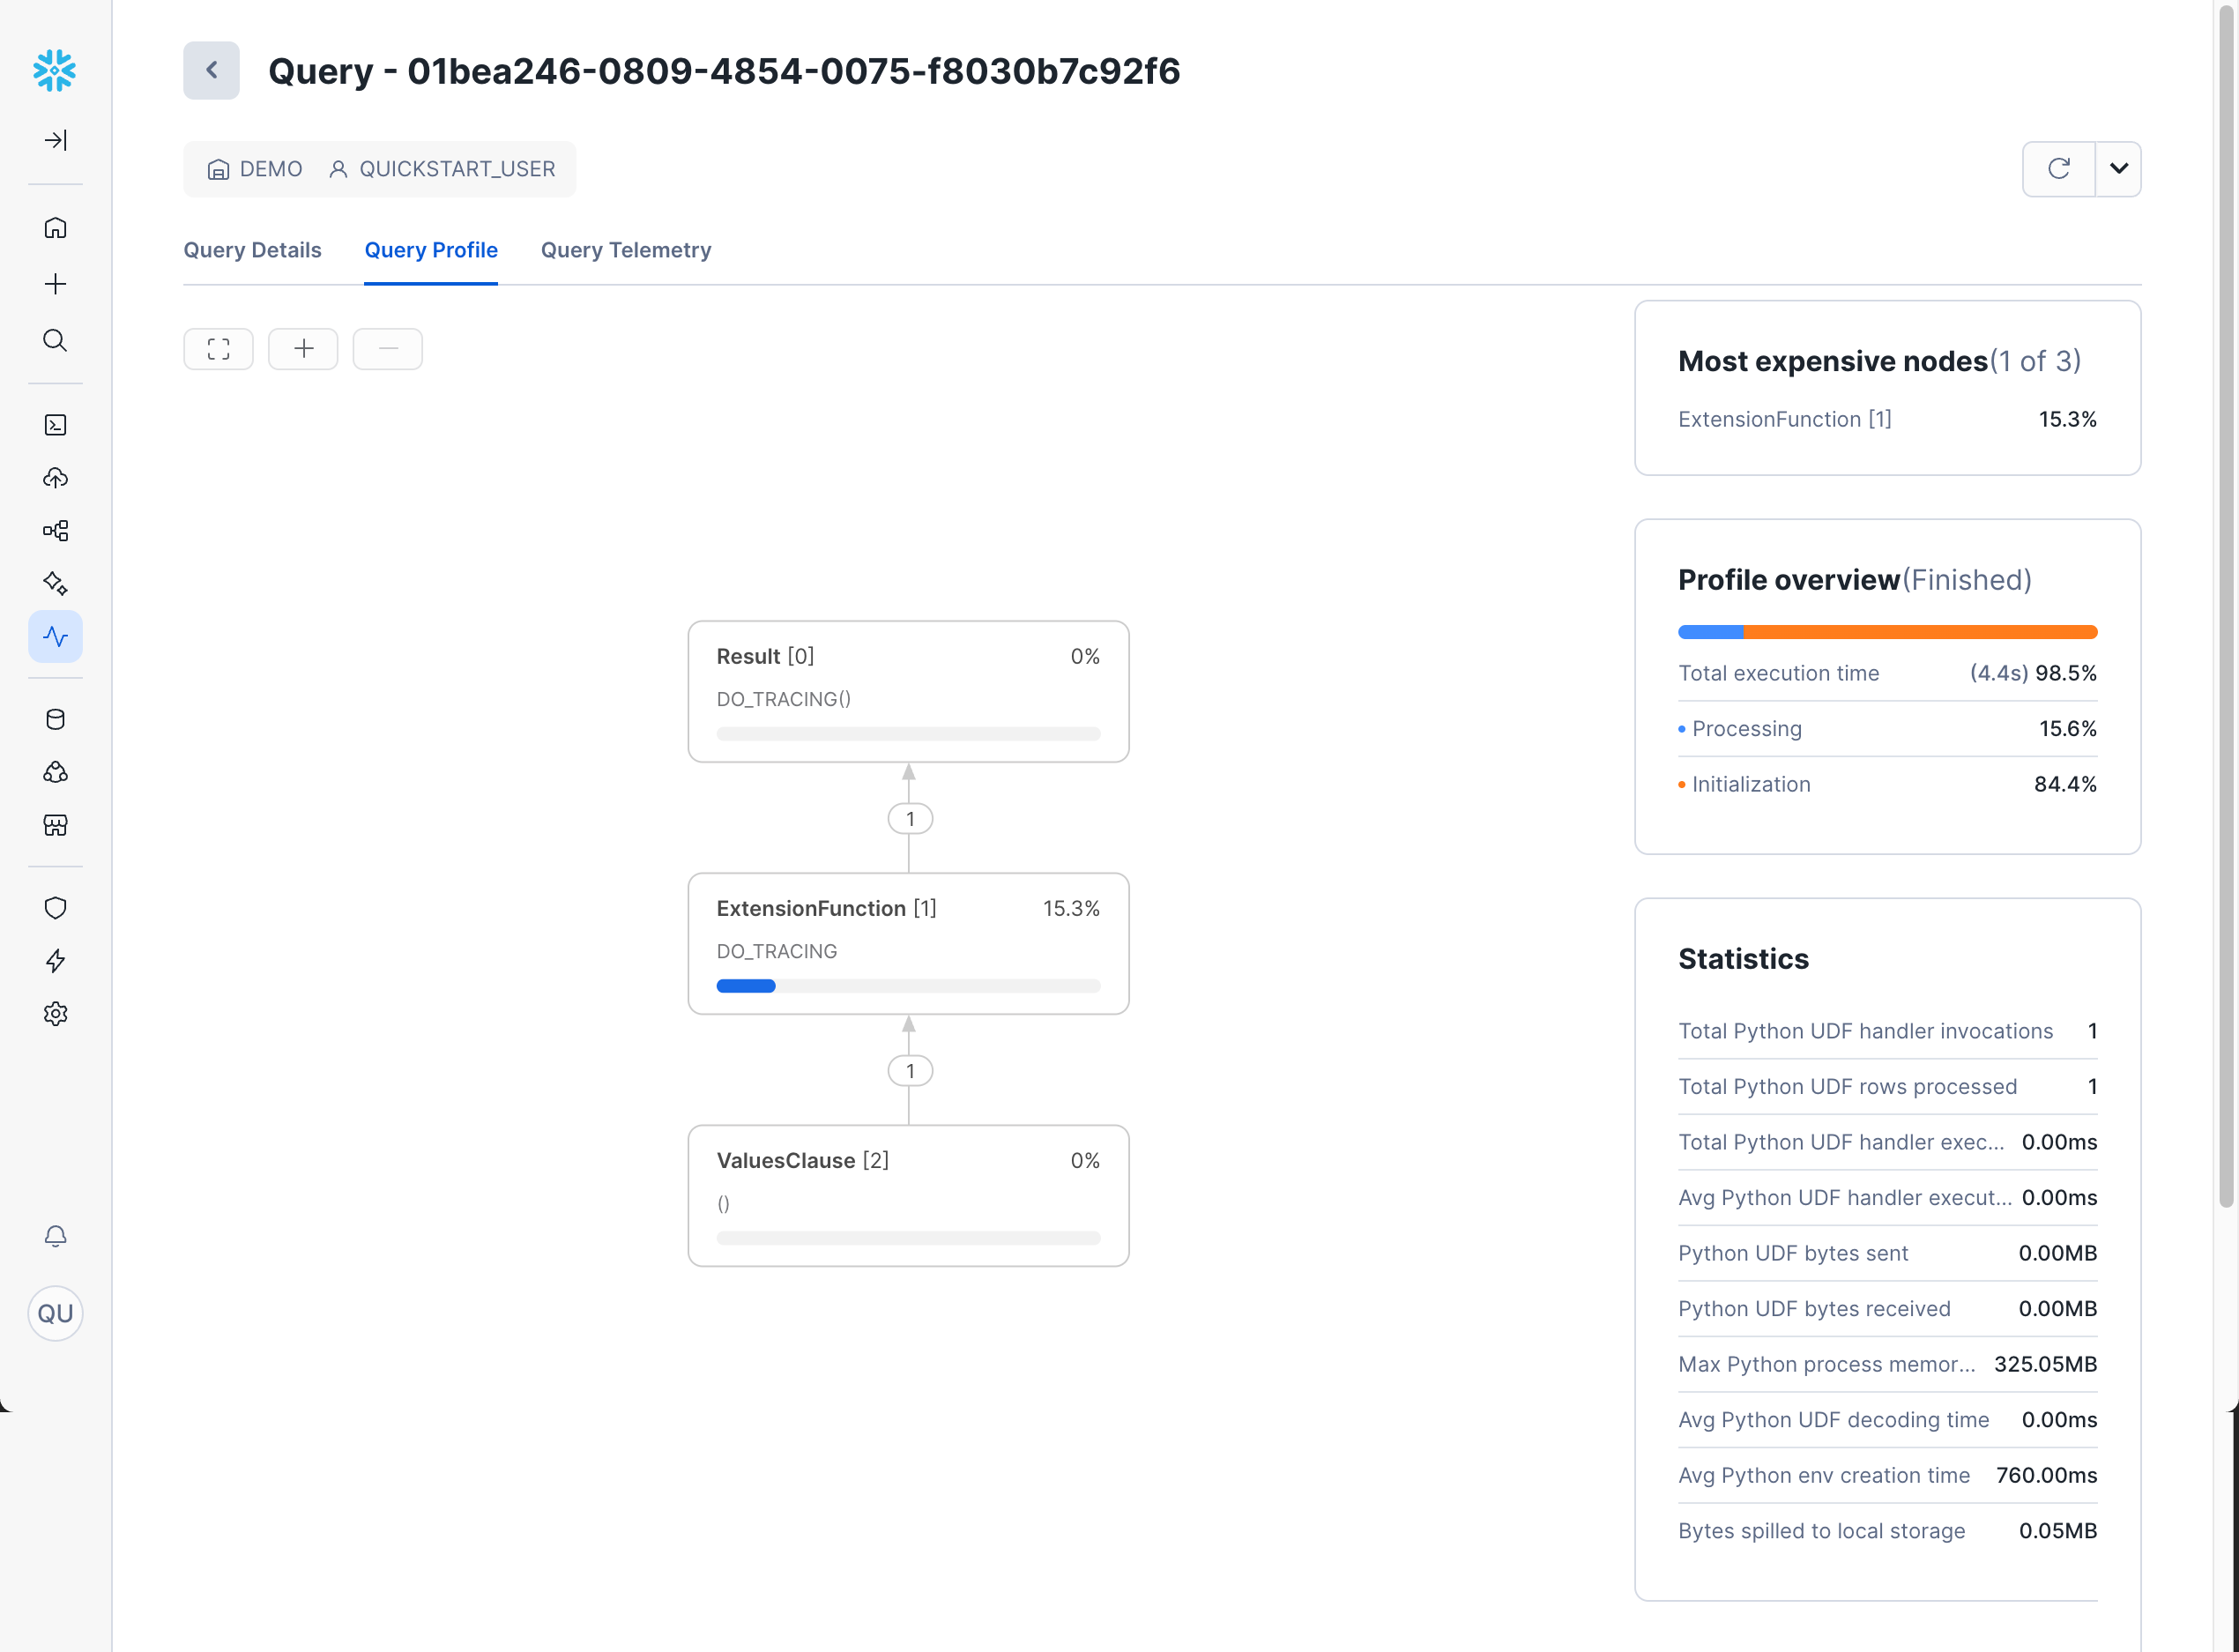 Query - 01bea246-0809-4854-0075-f8030b7c92f6
DEMO QUICKSTART_USER
Query Details Query Profile Query Telemetry
Result [0] 0%
DO_TRACING()
1
ExtensionFunction [1] 15.3%
DO_TRACING
1
ValuesClause [2] 0%
()
Most expensive nodes(1 of 3)
ExtensionFunction [1] 15.3%
Profile overview(Finished)
Total execution time (4.4s) 98.5%
Processing 15.6%
Initialization 84.4%
Statistics
Total Python UDF handler invocations 1
Total Python UDF rows processed 1
Total Python UDF handler exec... 0.00ms
Avg Python UDF handler execut... 0.00ms
Python UDF bytes sent 0.00MB
Python UDF bytes received 0.00MB
Max Python process memor... 325.05MB
Avg Python UDF decoding time 0.00ms
Avg Python env creation time 760.00ms
Bytes spilled to local storage 0.05MB
QU